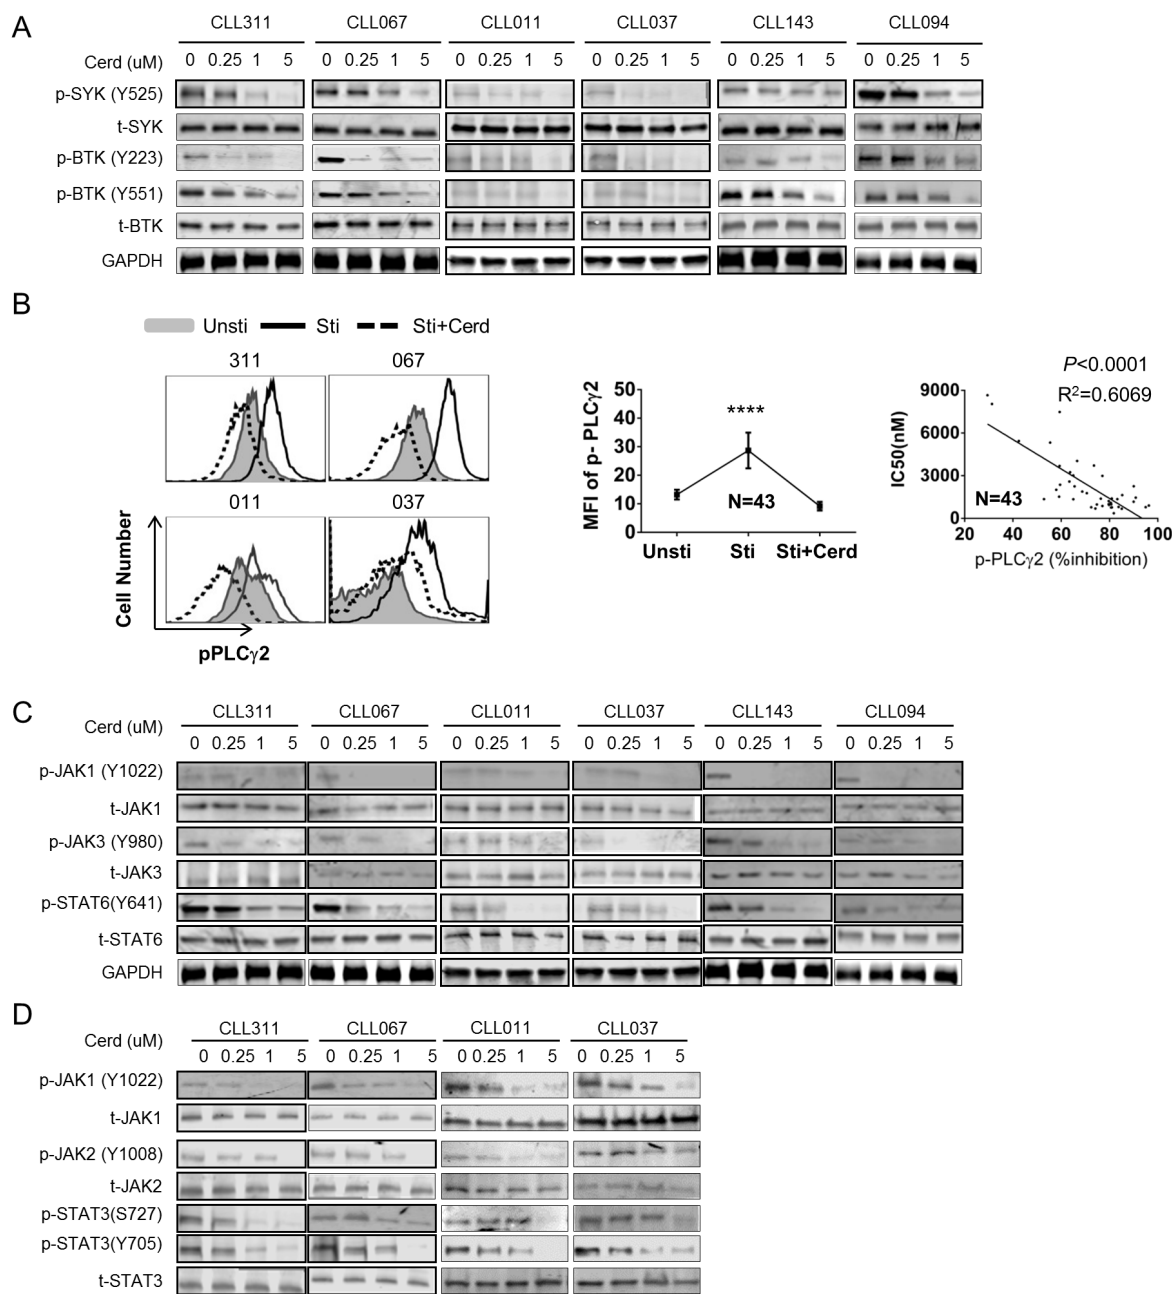 A
CLL311 CLL067 CLL011 CLL037 CLL143 CLL094
Cerd (uM) 0 0.25 1 5 0 0.25 1 5 0 0.25 1 5 0 0.25 1 5 0 0.25 1 5 0 0.25 1 5
p-SYK (Y525)
t-SYK
p-BTK (Y223)
p-BTK (Y551)
t-BTK
GAPDH
B
Unsti Sti Sti+Cerd
311 067
011 037
Cell Number
pPLCγ2
MFI of p- PLCγ2
50
40
30
20
10
0
****
N=43
Unsti Sti Sti+Cerd
P<0.0001
R²=0.6069
IC50(nM)
9000
6000
3000
0
N=43
20 40 60 80 100
p-PLCγ2 (%inhibition)
C
CLL311 CLL067 CLL011 CLL037 CLL143 CLL094
Cerd (uM)
0 0.25 1 5 0 0.25 1 5 0 0.25 1 5 0 0.25 1 5 0 0.25 1 5 0 0.25 1 5
p-JAK1 (Y1022)
t-JAK1
p-JAK3 (Y980)
t-JAK3
p-STAT6(Y641)
t-STAT6
GAPDH
D
CLL311 CLL067 CLL011 CLL037
Cerd (uM)
0 0.25 1 5 0 0.25 1 5 0 0.25 1 5 0 0.25 1 5
p-JAK1 (Y1022)
t-JAK1
p-JAK2 (Y1008)
t-JAK2
p-STAT3(S727)
p-STAT3(Y705)
t-STAT3